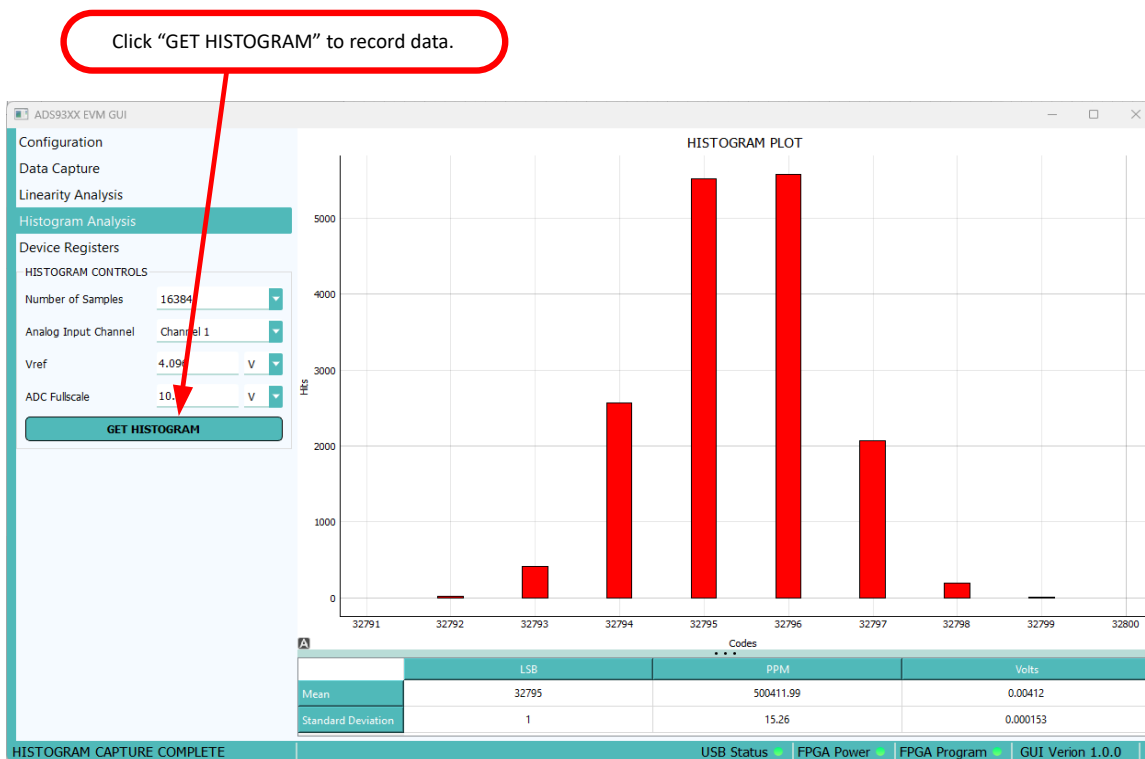 Click “GET HISTOGRAM” to record data.
ADS93XX EVM GUI
Configuration
Data Capture
Linearity Analysis
Histogram Analysis
Device Registers
HISTOGRAM CONTROLS
Number of Samples 16384
Analog Input Channel Channel 1
Vref 4.096 V
ADC Fullscale V
GET HISTOGRAM
HISTOGRAM PLOT
5000
4000
3000
2000
1000
0
Hits
32791 32792 32793 32794 32795 32796 32797 32798 32799 32800
A
Codes
LSB PPM Volts
Mean 32795 500411.99 0.00412
Standard Deviation 1 15.26 0.000153
HISTOGRAM CAPTURE COMPLETE USB Status FPGA Power FPGA Program GUI Verion 1.0.0